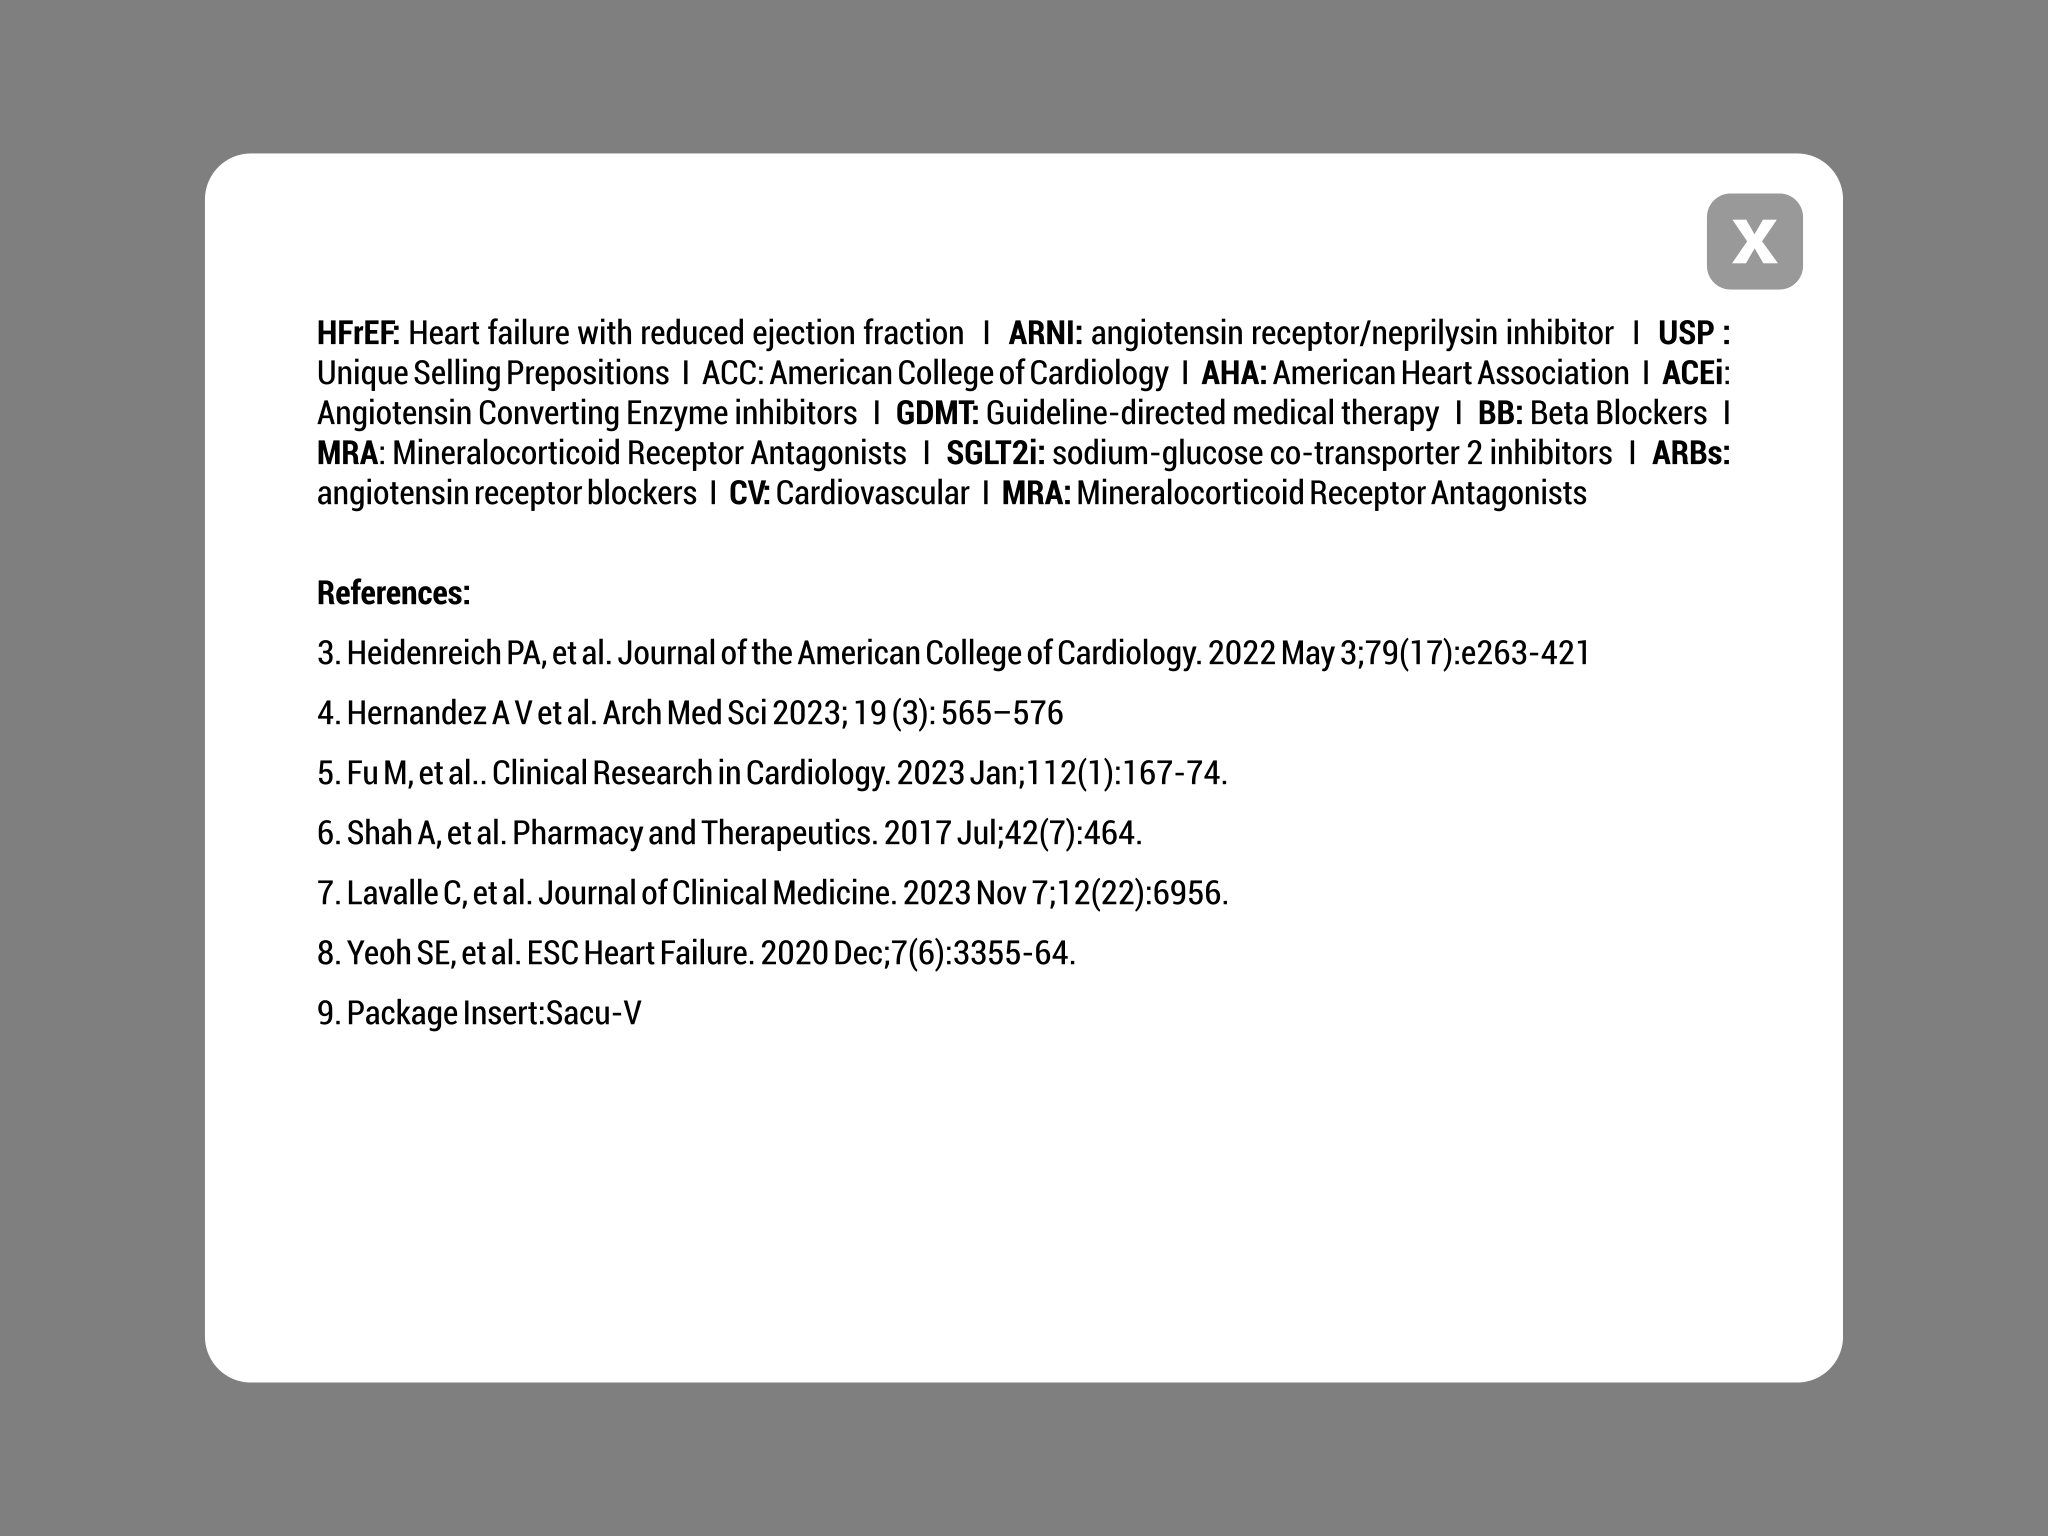 X
HFrEF: Heart failure with reduced ejection fraction I ARNI: angiotensin receptor/neprilysin inhibitor I USP :
Unique Selling Prepositions I ACC: American College of Cardiology I AHA: American Heart Association I ACEi:
Angiotensin Converting Enzyme inhibitors I GDMT: Guideline-directed medical therapy I BB: Beta Blockers I
MRA: Mineralocorticoid Receptor Antagonists I SGLT2i: sodium-glucose co-transporter 2 inhibitors I ARBs:
angiotensin receptor blockers I CV: Cardiovascular I MRA: Mineralocorticoid Receptor Antagonists
References:
3. Heidenreich PA, et al. Journal of the American College of Cardiology. 2022 May 3;79(17):e263-421
4. Hernandez A V et al. Arch Med Sci 2023; 19 (3): 565–576
5. Fu M, et al.. Clinical Research in Cardiology. 2023 Jan;112(1):167-74.
6. Shah A, et al. Pharmacy and Therapeutics. 2017 Jul;42(7):464.
7. Lavalle C, et al. Journal of Clinical Medicine. 2023 Nov 7;12(22):6956.
8. Yeoh SE, et al. ESC Heart Failure. 2020 Dec;7(6):3355-64.
9. Package Insert:Sacu-V